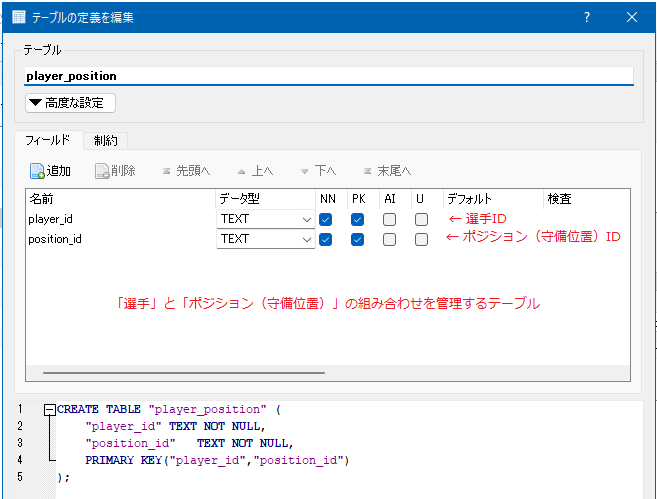 テーブルの定義を編集
テーブル
player_position
高度な設定
フィールド 制約
追加 削除 先頭へ 上へ 下へ 末尾へ
名前 データ型 NN PK AI U デフォルト 検査
player_id TEXT ← 選手ID
position_id TEXT ← ポジション（守備位置）ID
「選手」と「ポジション（守備位置）」の組み合わせを管理するテーブル
1 CREATE TABLE "player_position" (
2 "player_id" TEXT NOT NULL,
3 "position_id" TEXT NOT NULL,
4 PRIMARY KEY("player_id","position_id")
5 );